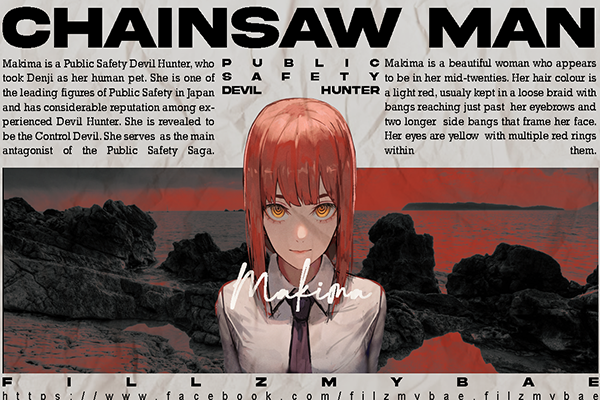 CHAINSAW MAN
Makima is a Public Safety Devil Hunter, who
took Denji as her human pet. She is one of
the leading figures of Public Safety in Japan
and has considerable reputation among ex-
perienced Devil Hunter. She is revealed to
be the Control Devil. She serves as the main
antagonist of the Public Safety Saga.
PUBLIC
SAFETY
DEVIL HUNTER
Makima is a beautiful woman who appears
to be in her mid-twenties. Her hair colour is
a light red, usualy kept in a loose braid with
bangs reaching just past her eyebrows and
two longer side bangs that frame her face.
Her eyes are yellow with multiple red rings
within them.
Makima
FILLZMYBAE
https://www.facebook.com/filzmybae.filzmybae